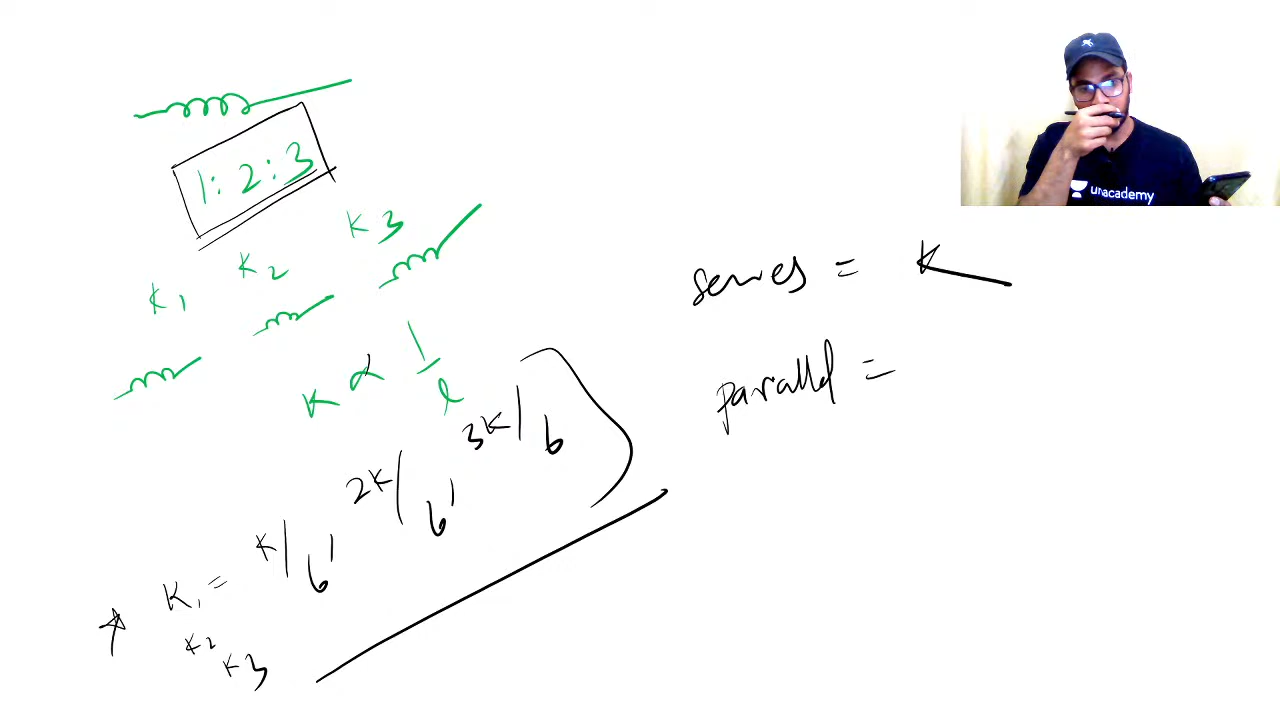 1:2:3
K1 K2 K3
K ∝ 1/l
K1 = K/6, 2K/6, 3K/6
K2
K3
series = K
parallel =
unacademy